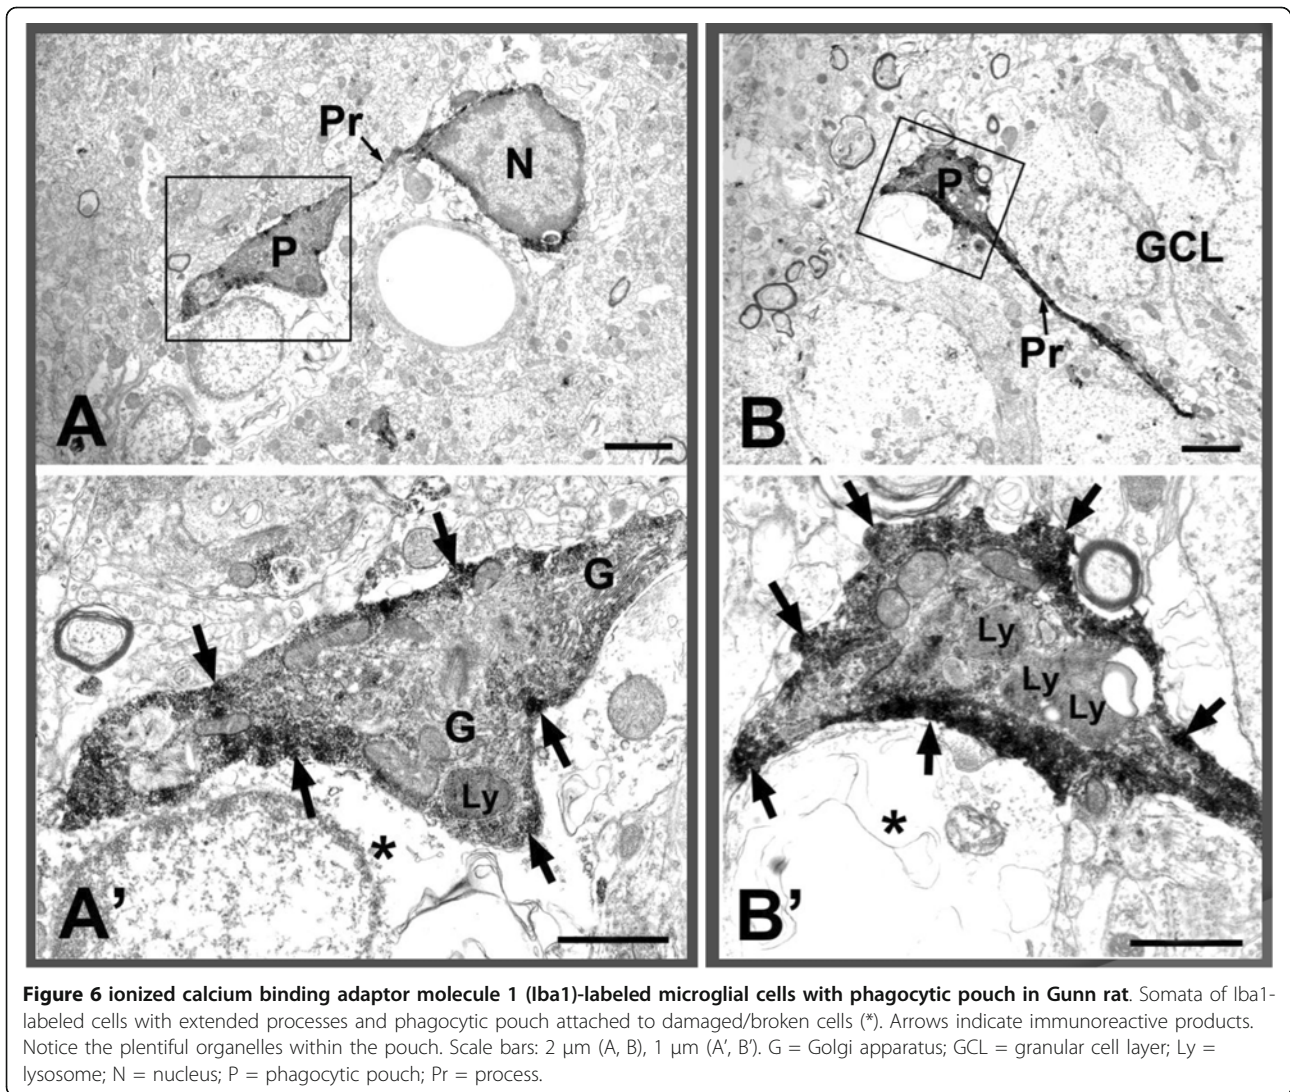 Pr
N
P
A
P
GCL
Pr
B
G
G
Ly
*
A’
Ly
Ly
Ly
*
B’
Figure 6 ionized calcium binding adaptor molecule 1 (Iba1)-labeled microglial cells with phagocytic pouch in Gunn rat. Somata of Iba1-
labeled cells with extended processes and phagocytic pouch attached to damaged/broken cells (*). Arrows indicate immunoreactive products.
Notice the plentiful organelles within the pouch. Scale bars: 2 μm (A, B), 1 μm (A’, B’). G = Golgi apparatus; GCL = granular cell layer; Ly =
lysosome; N = nucleus; P = phagocytic pouch; Pr = process.